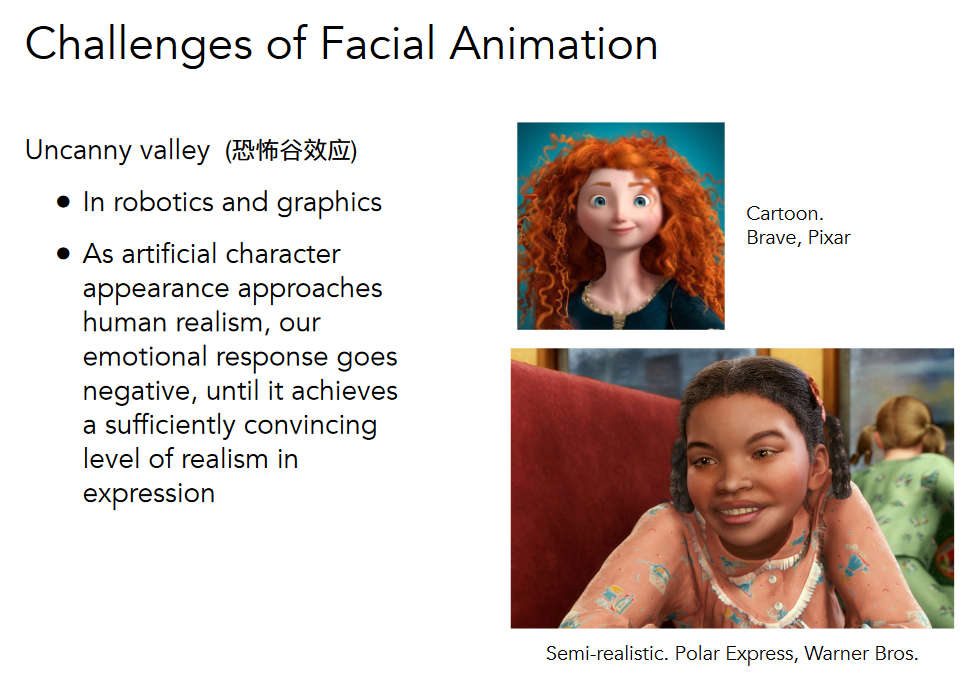 Challenges of Facial Animation
Uncanny valley (恐怖谷效应)
● In robotics and graphics
● As artificial character
appearance approaches
human realism, our
emotional response goes
negative, until it achieves
a sufficiently convincing
level of realism in
expression
Cartoon.
Brave, Pixar
Semi-realistic. Polar Express, Warner Bros.